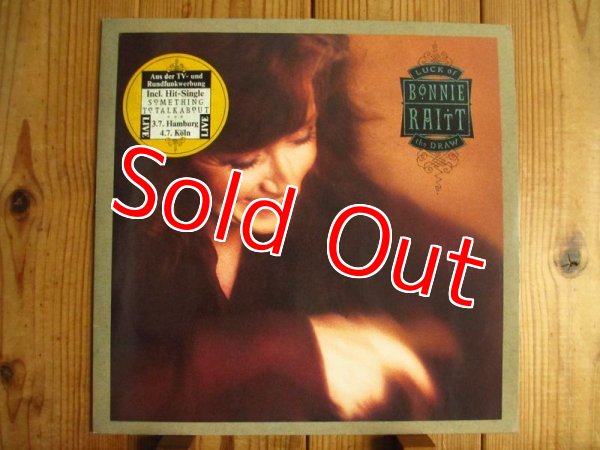 Aus der TV- und
Rundfunkwerbung
Incl. Hit-Single
SOMETHING
TO TALK ABOUT
LIVE
3.7. Hamburg
4.7. Köln
LIVE
LUCK of
BONNIE
RAITT
the DRAW
Sold Out